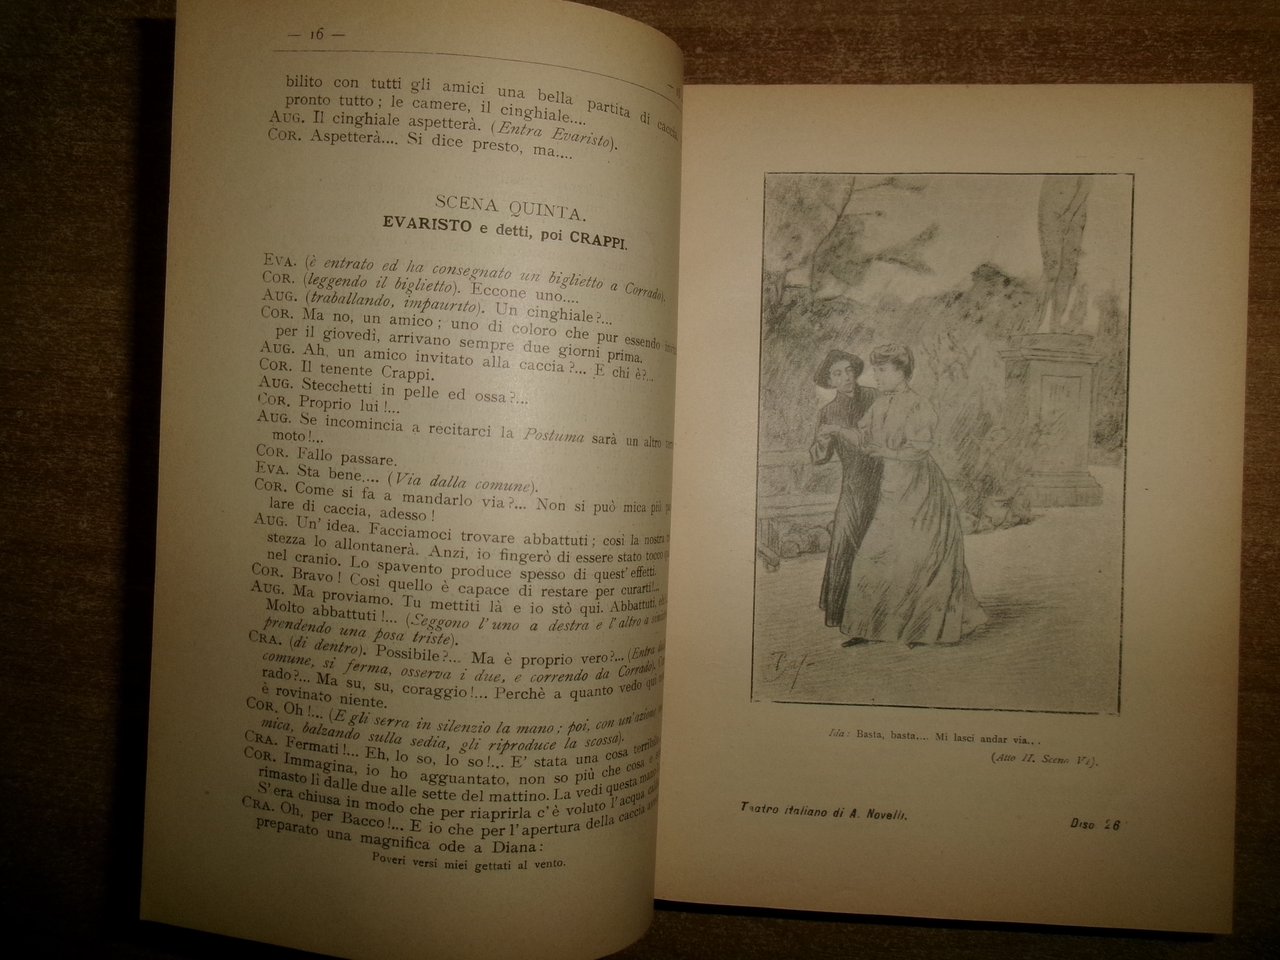 — 16 —
bilito con tutti gli amici una bella partita di caccia,
pronto tutto; le camere, il cinghiale....
AUG. Il cinghiale aspetterà. (Entra Evaristo).
COR. Aspetterà.... Si dice presto, ma....
SCENA QUINTA.
EVARISTO e detti, poi CRAPPI.
EVA. (è entrato ed ha consegnato un biglietto a Corrado).
COR. (leggendo il biglietto). Eccone uno....
AUG. (traballando, impaurito). Un cinghiale?...
COR. Ma no, un amico; uno di coloro che pur essendo
per il giovedì, arrivano sempre due giorni prima.
AUG. Ah, un amico invitato alla caccia?... E chi è?...
COR. Il tenente Crappi.
AUG. Stecchetti in pelle ed ossa?...
COR. Proprio lui!...
AUG. Se incomincia a recitarci la Postuma sarà un altro
moto!...
COR. Fallo passare.
EVA. Sta bene.... (Via dalla comune).
COR. Come si fa a mandarlo via?... Non si può mica più
lare di caccia, adesso!
AUG. Un' idea. Facciamoci trovare abbattuti; così la nostra
stezza lo allontanerà. Anzi, io fingerò di essere stato tocco
nel cranio. Lo spavento produce spesso di quest' effetti.
COR. Bravo! Così quello è capace di restare per curarti!...
AUG. Ma proviamo. Tu mettiti là e io stò qui. Abbattuti,
Molto abbattuti!... (Seggono l'uno a destra e l'altro a
prendendo una posa triste).
CRA. (di dentro). Possibile?... Ma è proprio vero?... (Entra
comune, si ferma, osserva i due, e correndo da Corrado).
rado?... Ma su, su, coraggio!... Perchè a quanto vedo qui
è rovinato niente.
COR. Oh!... (E gli serra in silenzio la mano; poi, con un'azione
mica, balzando sulla sedia, gli riproduce la scossa).
CRA. Fermati!... Eh, lo so, lo so!... E' stata una cosa
COR. Immagina, io ho agguantato, non so più che cosa e
rimasto lì dalle due alle sette del mattino. La vedi questa
S'era chiusa in modo che per riaprirla c'è voluto l'acqua
CRA. Oh, per Bacco!... E io che per l'apertura della caccia
preparato una magnifica ode a Diana:
Poveri versi miei gettati al vento.
Ida: Basta, basta.... Mi lasci andar via...
(Atto II. Scena VI).
Teatro italiano di A. Novelli.
Disp 26